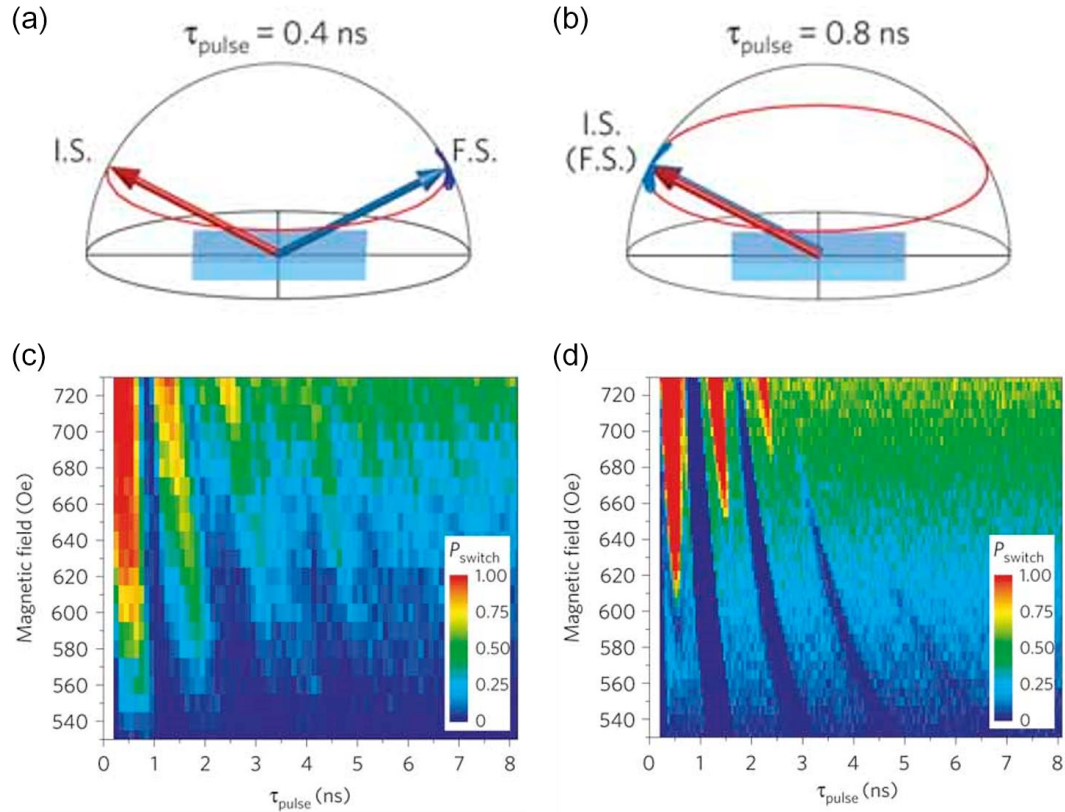 (a)
τpulse = 0.4 ns
I.S.
F.S.
(b)
τpulse = 0.8 ns
I.S.
(F.S.)
(c)
Magnetic field (Oe)
720
700
680
660
640
620
600
580
560
540
Pswitch
1.00
0.75
0.50
0.25
0
0 1 2 3 4 5 6 7 8
τpulse (ns)
(d)
Magnetic field (Oe)
720
700
680
660
640
620
600
580
560
540
Pswitch
1.00
0.75
0.50
0.25
0
0 1 2 3 4 5 6 7 8
τpulse (ns)